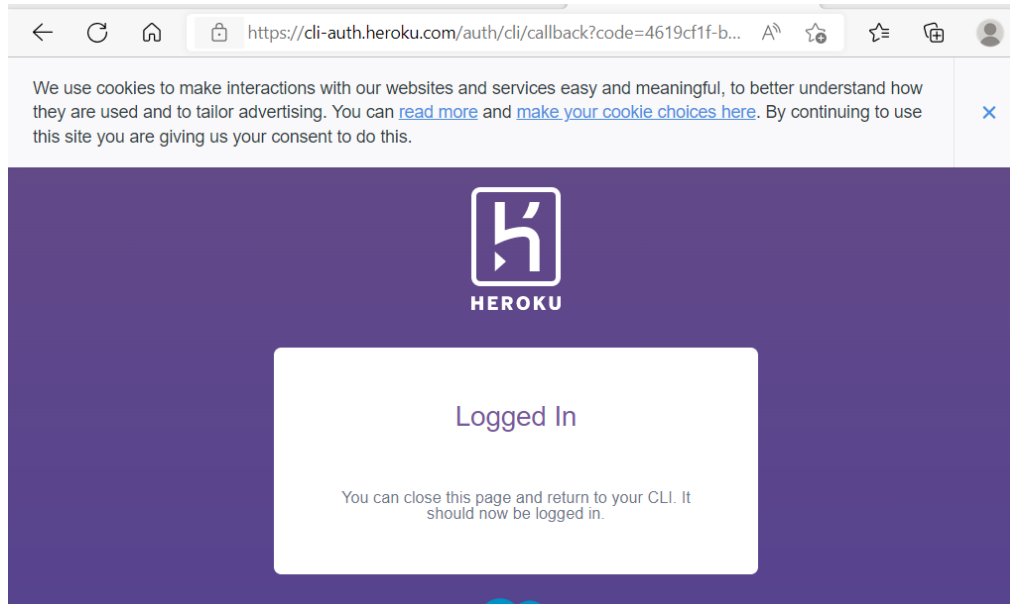 https://cli-auth.heroku.com/auth/cli/callback?code=4619cf1f-b...
We use cookies to make interactions with our websites and services easy and meaningful, to better understand how
they are used and to tailor advertising. You can read more and make your cookie choices here. By continuing to use
this site you are giving us your consent to do this.
HEROKU
Logged In
You can close this page and return to your CLI. It
should now be logged in.